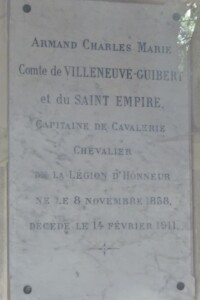 ARMAND CHARLES MARIE
Comte de VILLENEUVE-GUIBERT
et du SAINT EMPIRE,
CAPITAINE DE CAVALERIE
CHEVALIER
DE LA LÉGION D'HONNEUR
NÉ LE 8 NOVEMBRE 1838,
DÉCÉDÉ LE 14 FÉVRIER 1911.